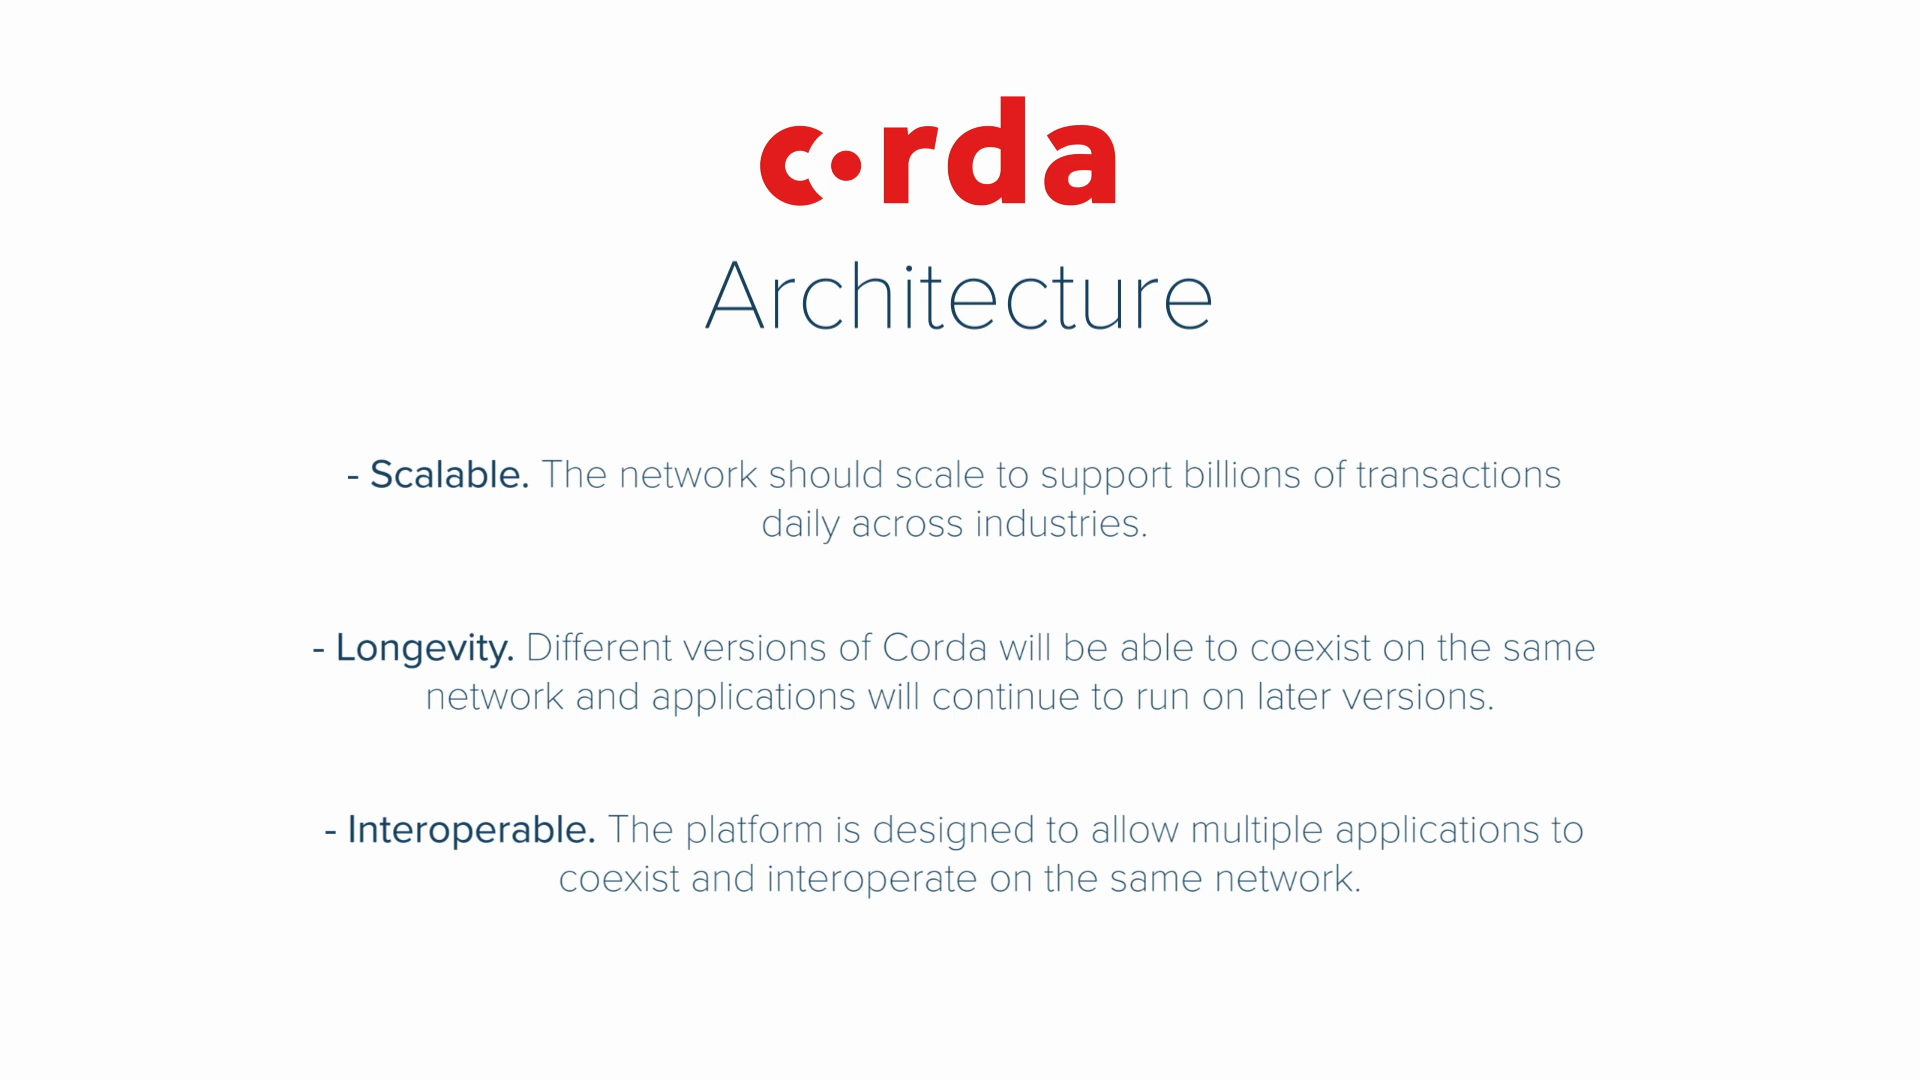 corda
Architecture
- Scalable. The network should scale to support billions of transactions
daily across industries.
- Longevity. Different versions of Corda will be able to coexist on the same
network and applications will continue to run on later versions.
- Interoperable. The platform is designed to allow multiple applications to
coexist and interoperate on the same network.